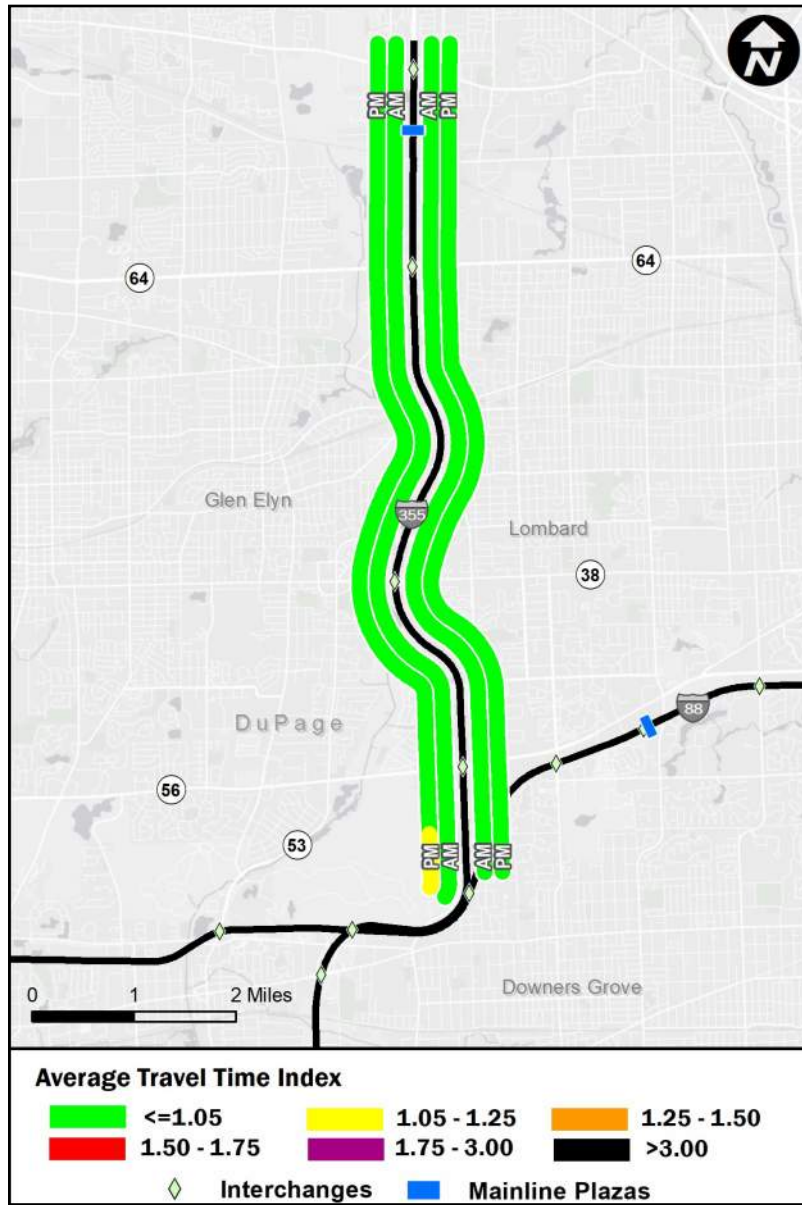 N
PM AM AM PM
64
64
Glen Elyn
355
Lombard
38
88
DuPage
56
53
PM AM AM PM
0 1 2 Miles
Downers Grove
Average Travel Time Index
<=1.05 1.05 - 1.25 1.25 - 1.50
1.50 - 1.75 1.75 - 3.00 >3.00
Interchanges Mainline Plazas